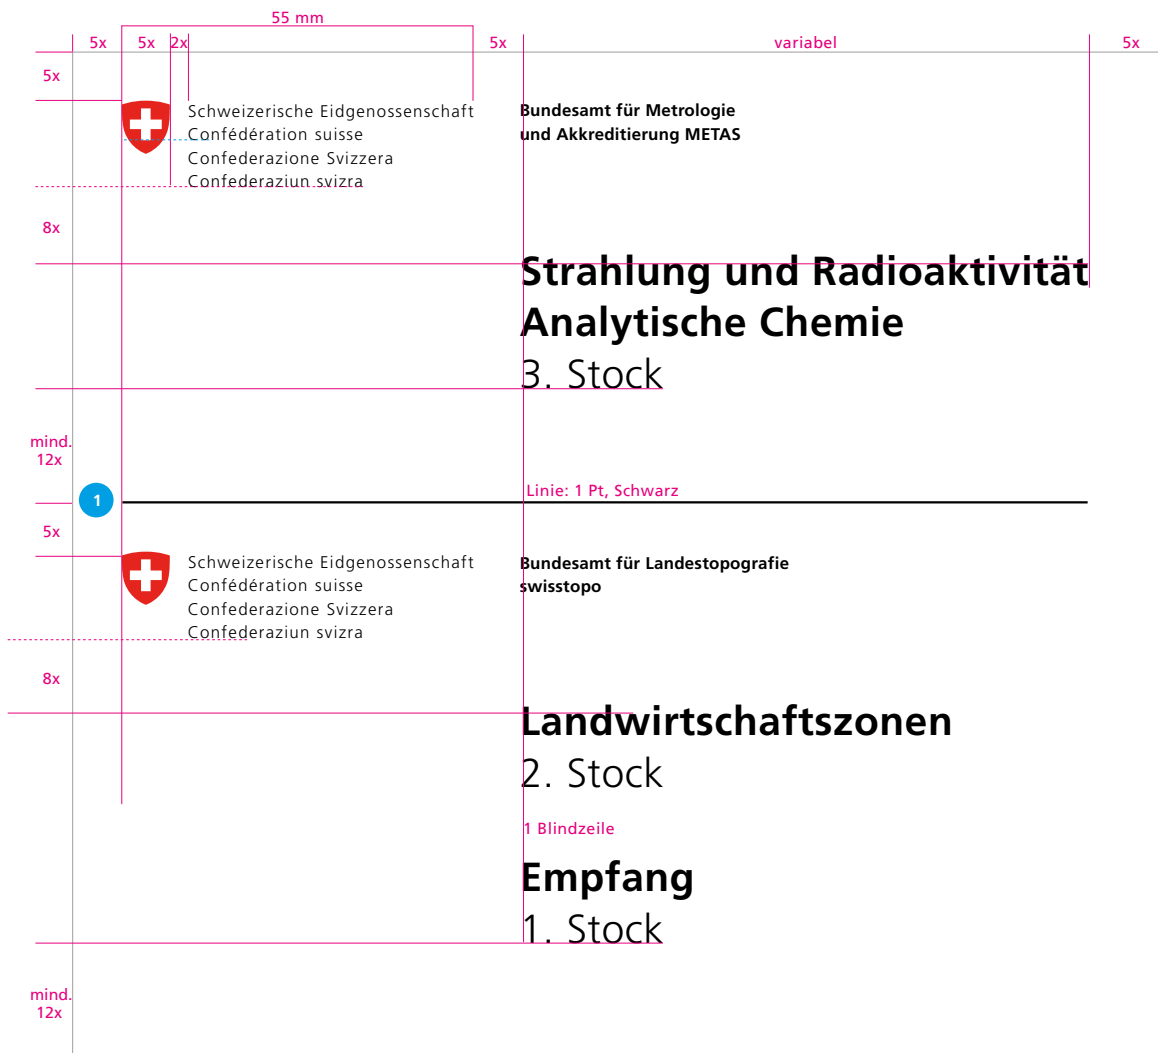 55 mm
5x
5x
2x
5x
variabel
5x
5x
Schweizerische Eidgenossenschaft
Confédération suisse
Confederazione Svizzera
Confederaziun svizra
Bundesamt für Metrologie
und Akkreditierung METAS
8x
Strahlung und Radioaktivität
Analytische Chemie
3. Stock
mind.
12x
1
Linie: 1 Pt, Schwarz
5x
Schweizerische Eidgenossenschaft
Confédération suisse
Confederazione Svizzera
Confederaziun svizra
Bundesamt für Landestopografie
swisstopo
8x
Landwirtschaftszonen
2. Stock
1 Blindzeile
Empfang
1. Stock
mind.
12x